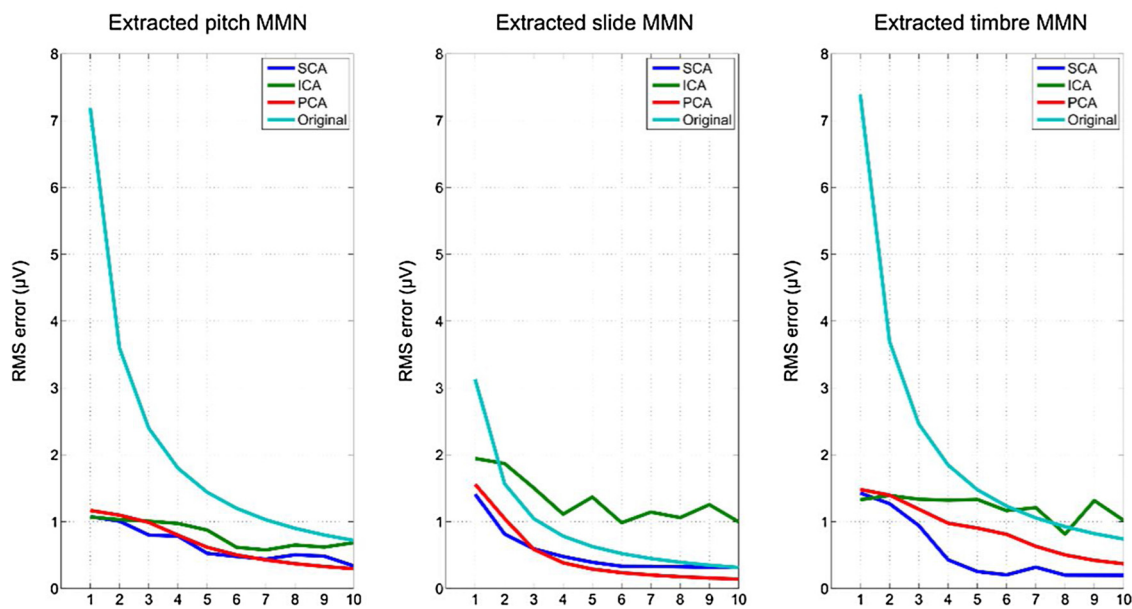 Extracted pitch MMN
8
7
6
5
4
3
2
1
0
RMS error (µV)
SCA
ICA
PCA
Original
1 2 3 4 5 6 7 8 9 10
Extracted slide MMN
8
7
6
5
4
3
2
1
0
RMS error (µV)
SCA
ICA
PCA
Original
1 2 3 4 5 6 7 8 9 10
Extracted timbre MMN
8
7
6
5
4
3
2
1
0
RMS error (µV)
SCA
ICA
PCA
Original
1 2 3 4 5 6 7 8 9 10